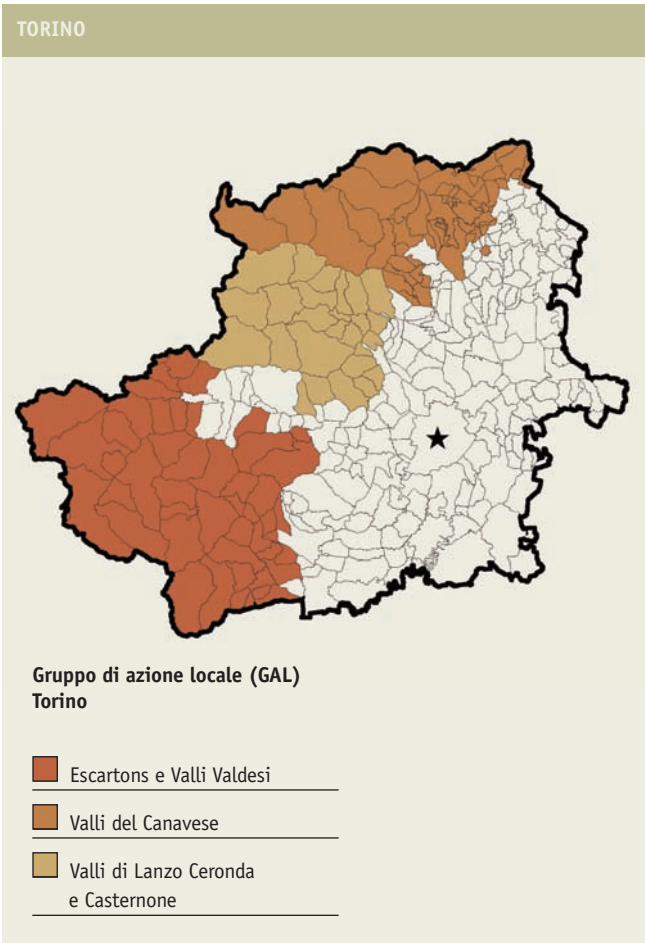 TORINO
Gruppo di azione locale (GAL)
Torino
Escartons e Valli Valdesi
Valli del Canavese
Valli di Lanzo Ceronda
e Casternone